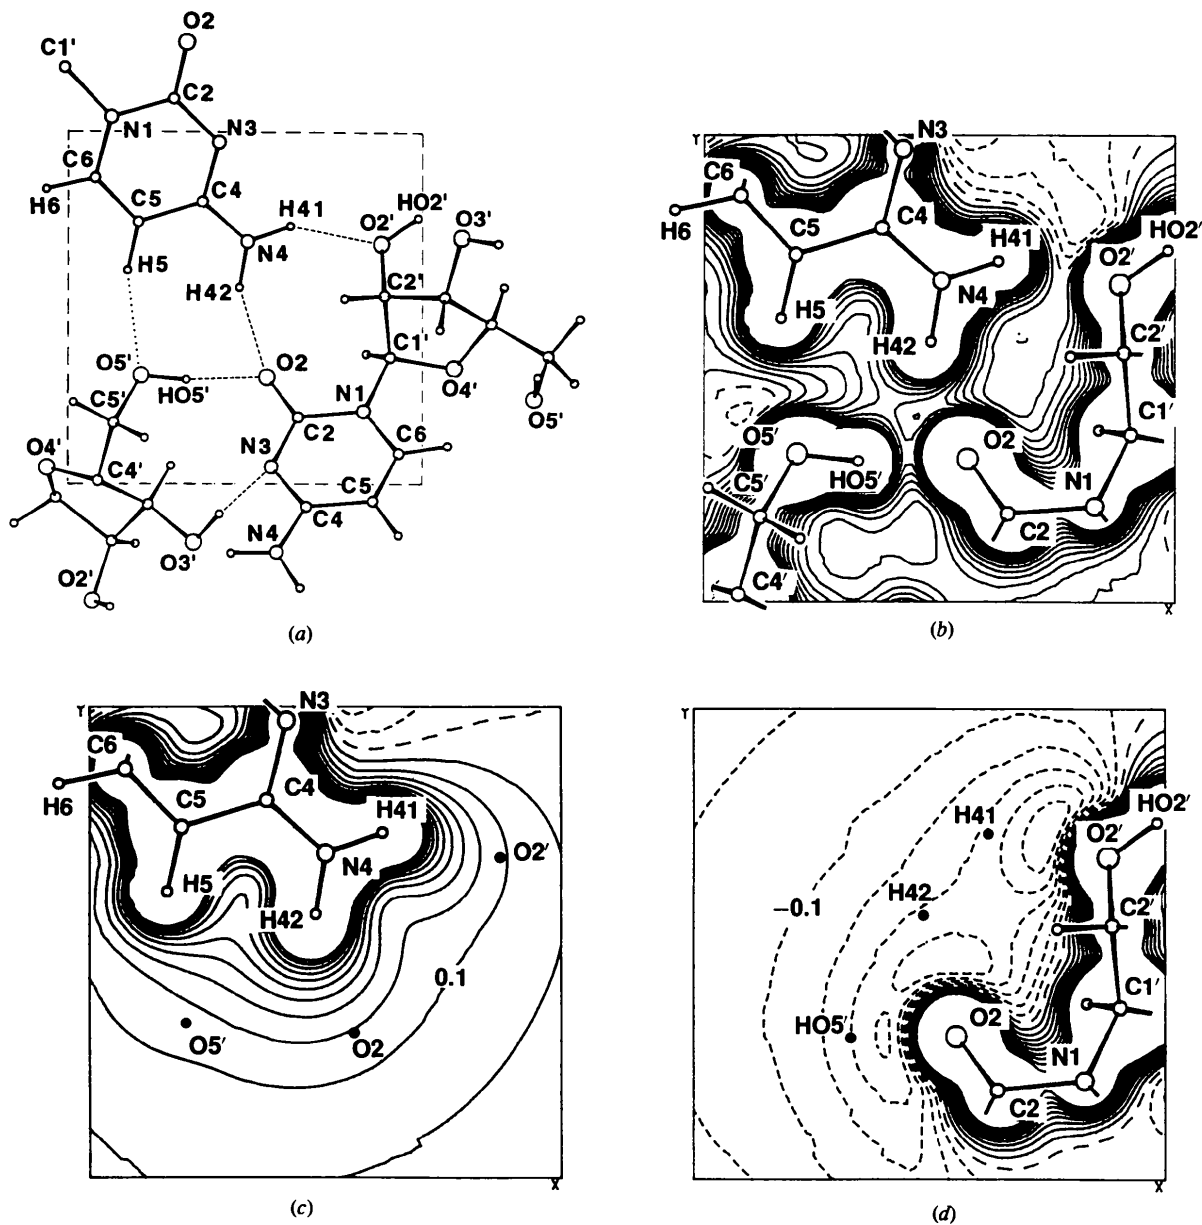 O2
C1'
C2
N1
N3
C6
C5
C4
H6
H41
HO2'
O2'
O3'
N4
H5
H42
C2'
O5'
HO5'
O2
C1'
O4'
C5'
N1
O5'
O4'
N3
C2
C6
C4'
C5
C4
N4
O3'
O2'
(a)
Y
N3
C6
H6
C5
C4
H41
HO2'
O2'
N4
H5
H42
C2'
C1'
O5'
O2
C5'
HO5'
N1
C2
C4'
X
(b)
Y
N3
C6
H6
C5
C4
H41
N4
O2'
H5
H42
0.1
O5'
O2
X
(c)
Y
HO2'
H41
O2'
H42
−0.1
C2'
C1'
HO5'
O2
N1
C2
X
(d)